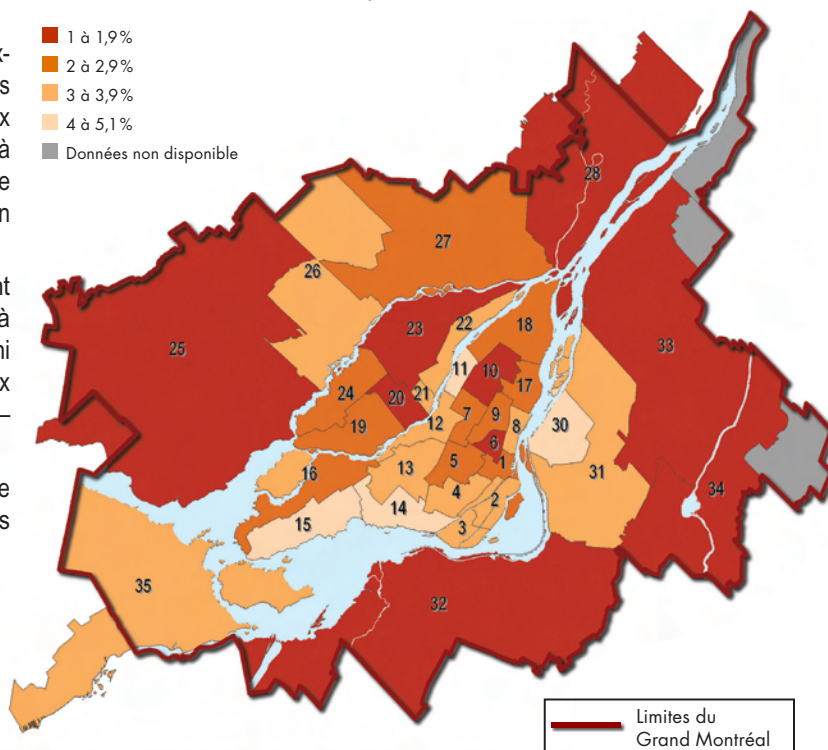 1 à 1,9 %
2 à 2,9 %
3 à 3,9 %
4 à 5,1 %
Données non disponible
x-
s
x
à
e
n
nt
à
ni
x
–
e
s
28
27
26
22
18
23
25
33
11
10
17
24
20
21
9
7
30
12
8
19
6
31
1
5
16
13
34
4
2
14
15
3
35
32
Limites du
Grand Montréal